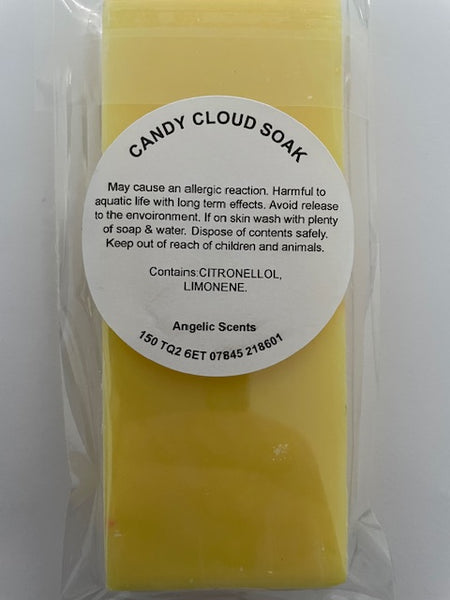 CANDY CLOUD SOAK
May cause an allergic reaction. Harmful to
aquatic life with long term effects. Avoid release
to the envoironment. If on skin wash with plenty
of soap & water. Dispose of contents safely.
Keep out of reach of children and animals.
Contains:CITRONELLOL,
LIMONENE.
Angelic Scents
150 TQ2 6ET 07845 218601